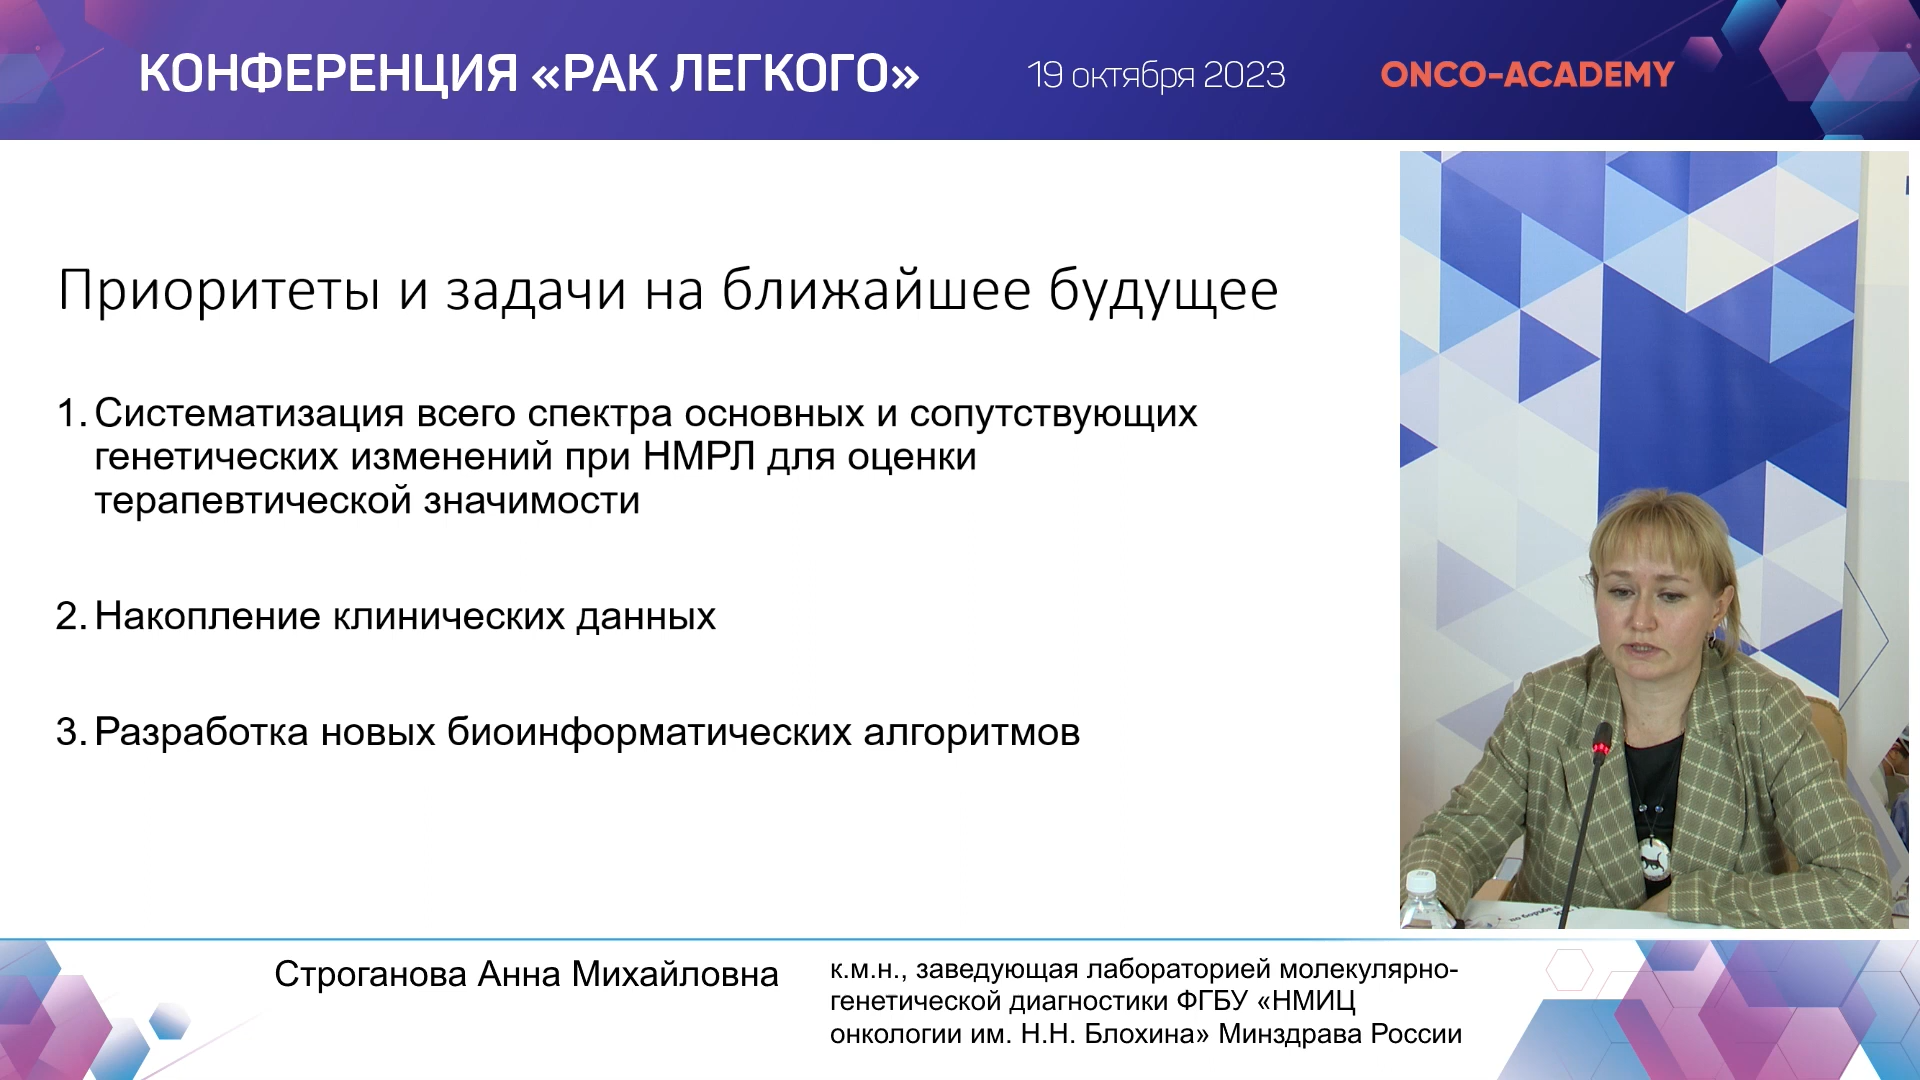 КОНФЕРЕНЦИЯ «РАК ЛЕГКОГО»
19 октября 2023
ONCO-ACADEMY
Приоритеты и задачи на ближайшее будущее
1. Систематизация всего спектра основных и сопутствующих
генетических изменений при НМРЛ для оценки
терапевтической значимости
2. Накопление клинических данных
3. Разработка новых биоинформатических алгоритмов
Строганова Анна Михайловна
к.м.н., заведующая лабораторией молекулярно-
генетической диагностики ФГБУ «НМИЦ
онкологии им. Н.Н. Блохина» Минздрава России